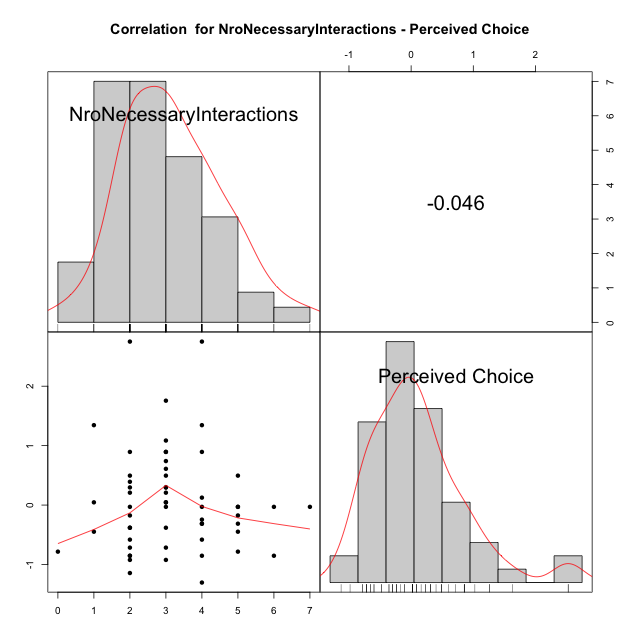 Correlation  for NroNecessaryInteractions - Perceived Choice
-1 0 1 2
NroNecessaryInteractions
7
6
5
4
3
2
1
0
-0.046
Perceived Choice
2
1
0
-1
0 1 2 3 4 5 6 7